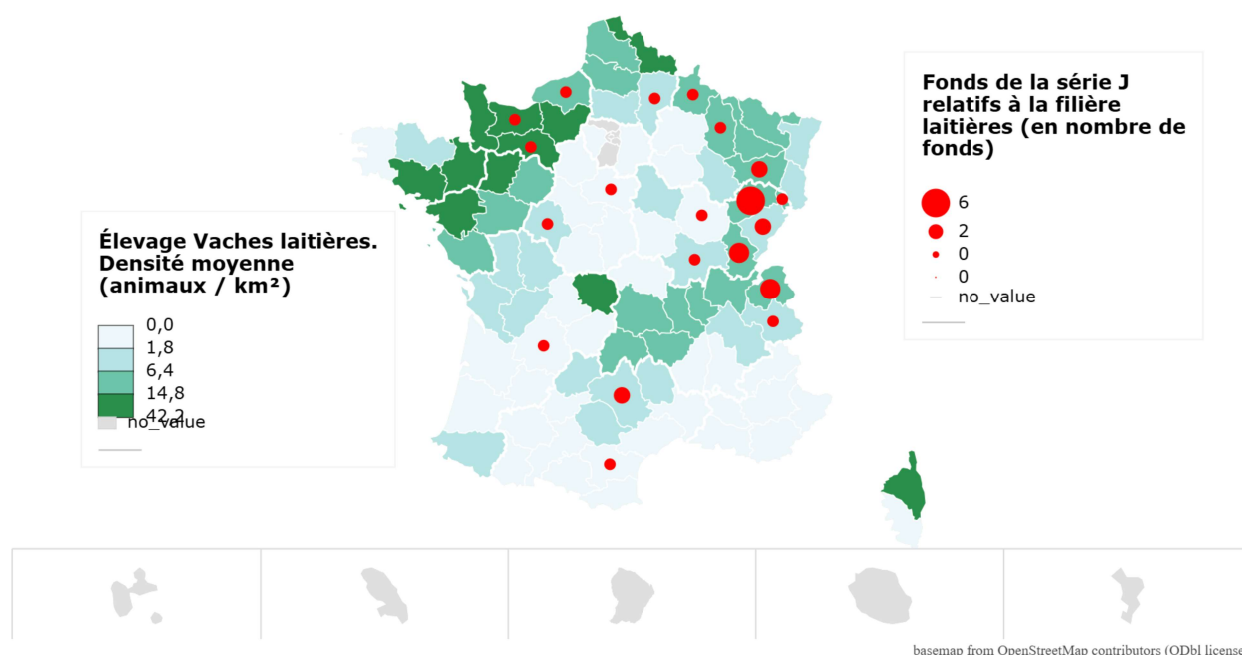 Élevage Vaches laitières.
Densité moyenne
(animaux / km²)
0,0
1,8
6,4
14,8
42,2
no_value
Fonds de la série J
relatifs à la filière
laitières (en nombre de
fonds)
6
2
0
0
no_value
basemap from OpenStreetMap contributors (ODbl license